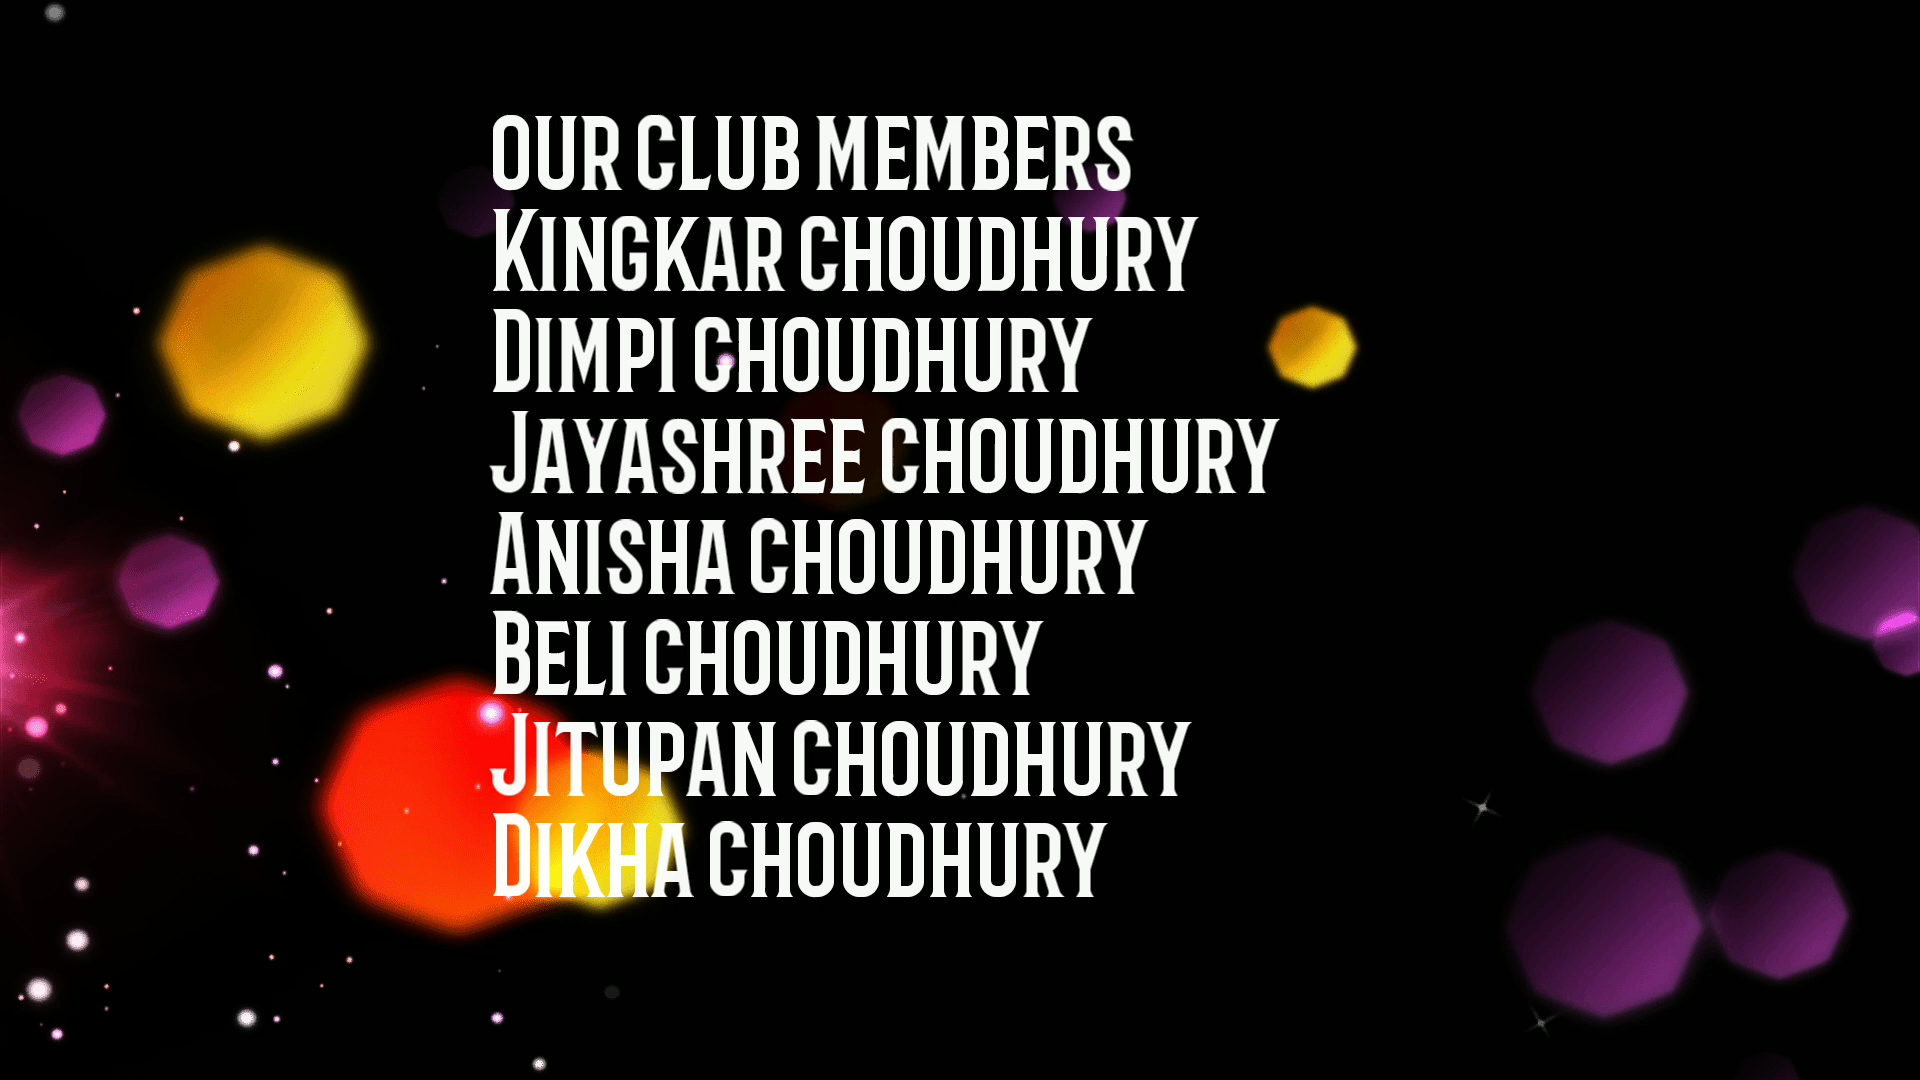 OUR CLUB MEMBERS
KINGKAR CHOUDHURY
DIMPI CHOUDHURY
JAYASHREE CHOUDHURY
ANISHA CHOUDHURY
BELI CHOUDHURY
JITUPAN CHOUDHURY
DIKHA CHOUDHURY